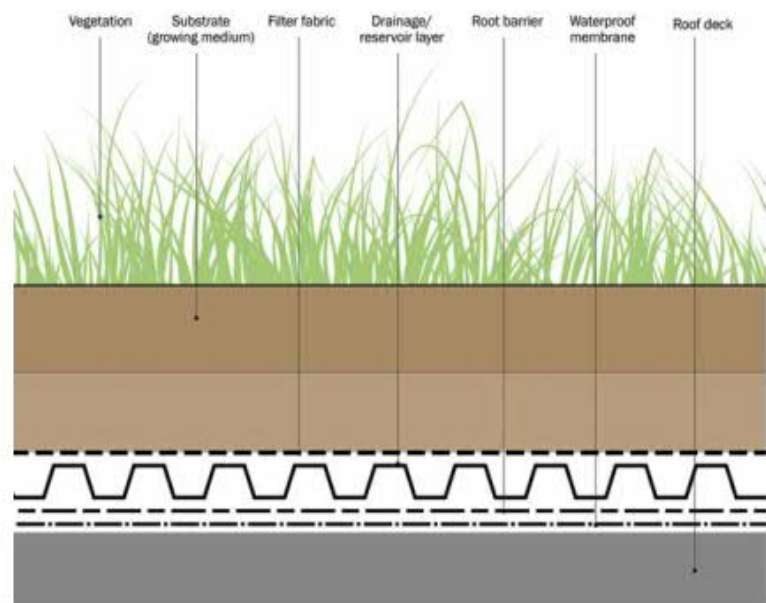 Vegetation
Substrate
(growing medium)
Filter fabric
Drainage/
reservoir layer
Root barrier
Waterproof
membrane
Roof deck